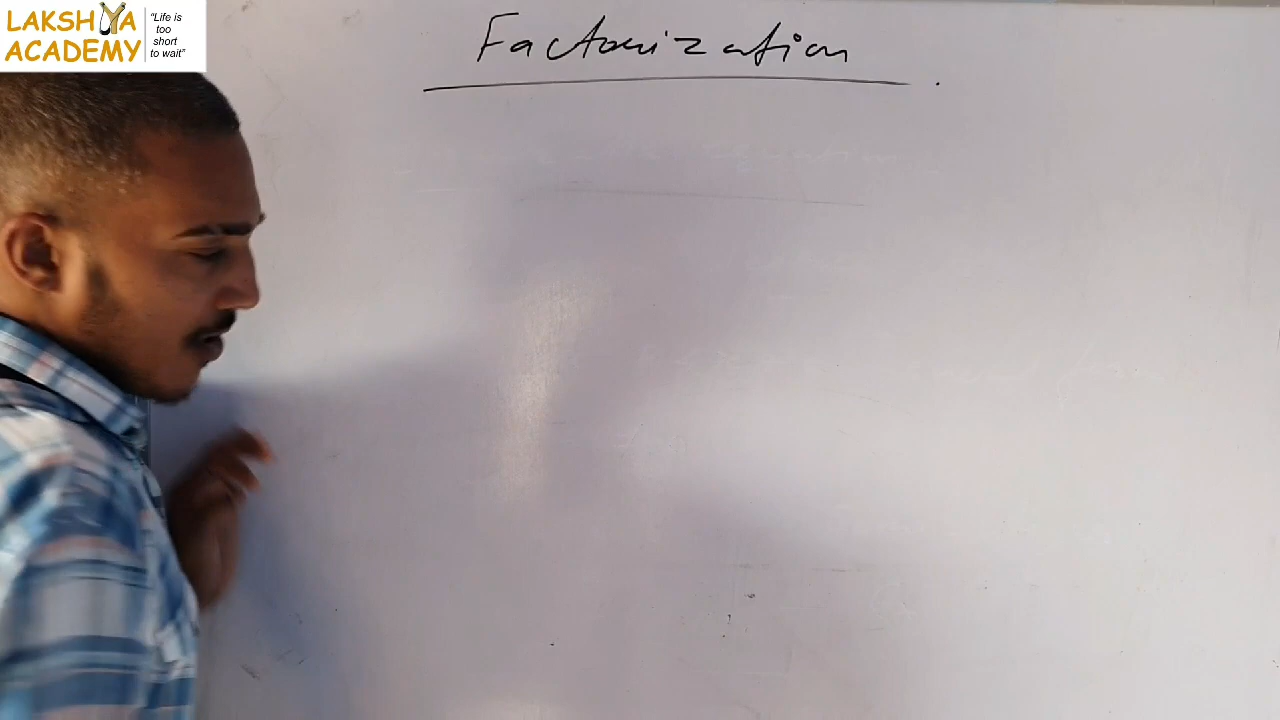 LAKSHYA
ACADEMY
"Life is
too
short
to wait"
Factorization